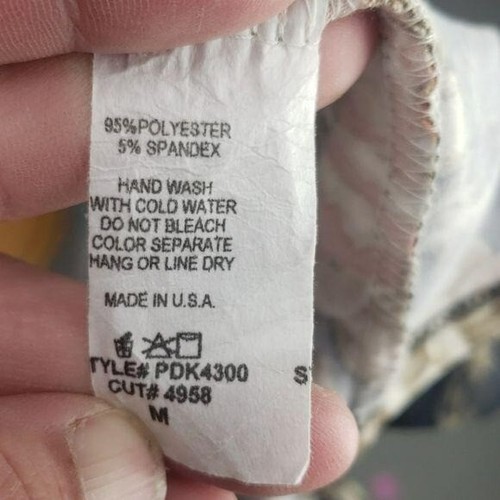 95%POLYESTER
5% SPANDEX
HAND WASH
WITH COLD WATER
DO NOT BLEACH
COLOR SEPARATE
HANG OR LINE DRY
MADE IN U.S.A.
TYLE# PDK4300 S
CUT# 4958
M